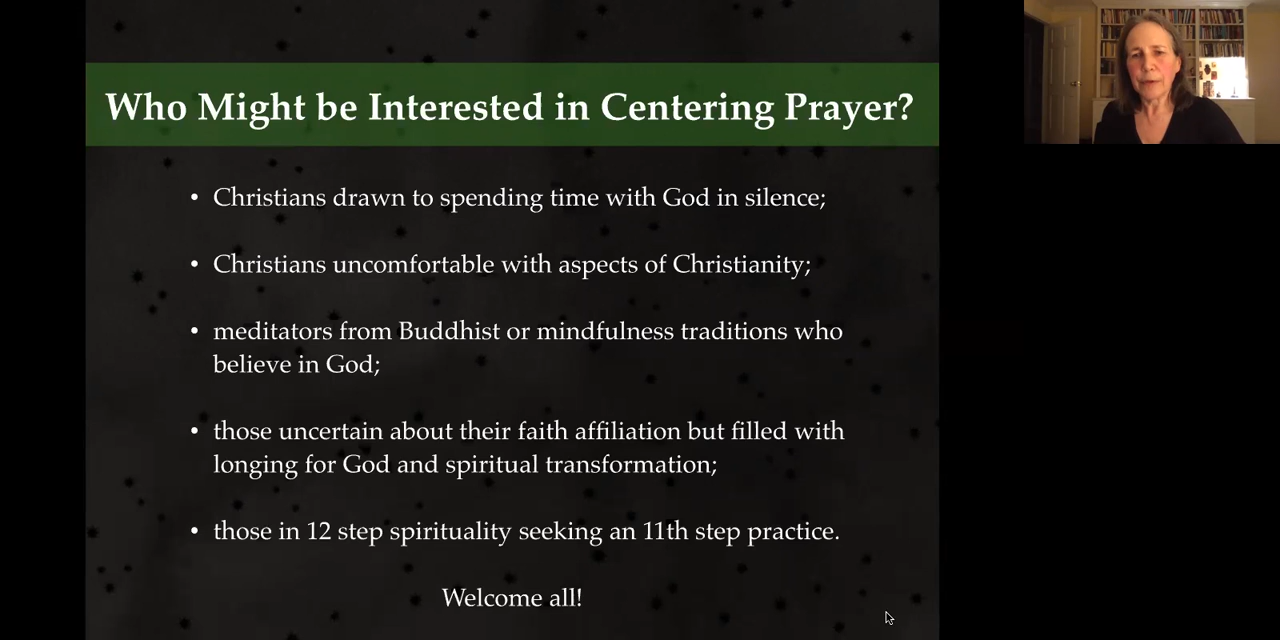 Who Might be Interested in Centering Prayer?
• Christians drawn to spending time with God in silence;
• Christians uncomfortable with aspects of Christianity;
• meditators from Buddhist or mindfulness traditions who
believe in God;
• those uncertain about their faith affiliation but filled with
longing for God and spiritual transformation;
• those in 12 step spirituality seeking an 11th step practice.
Welcome all!